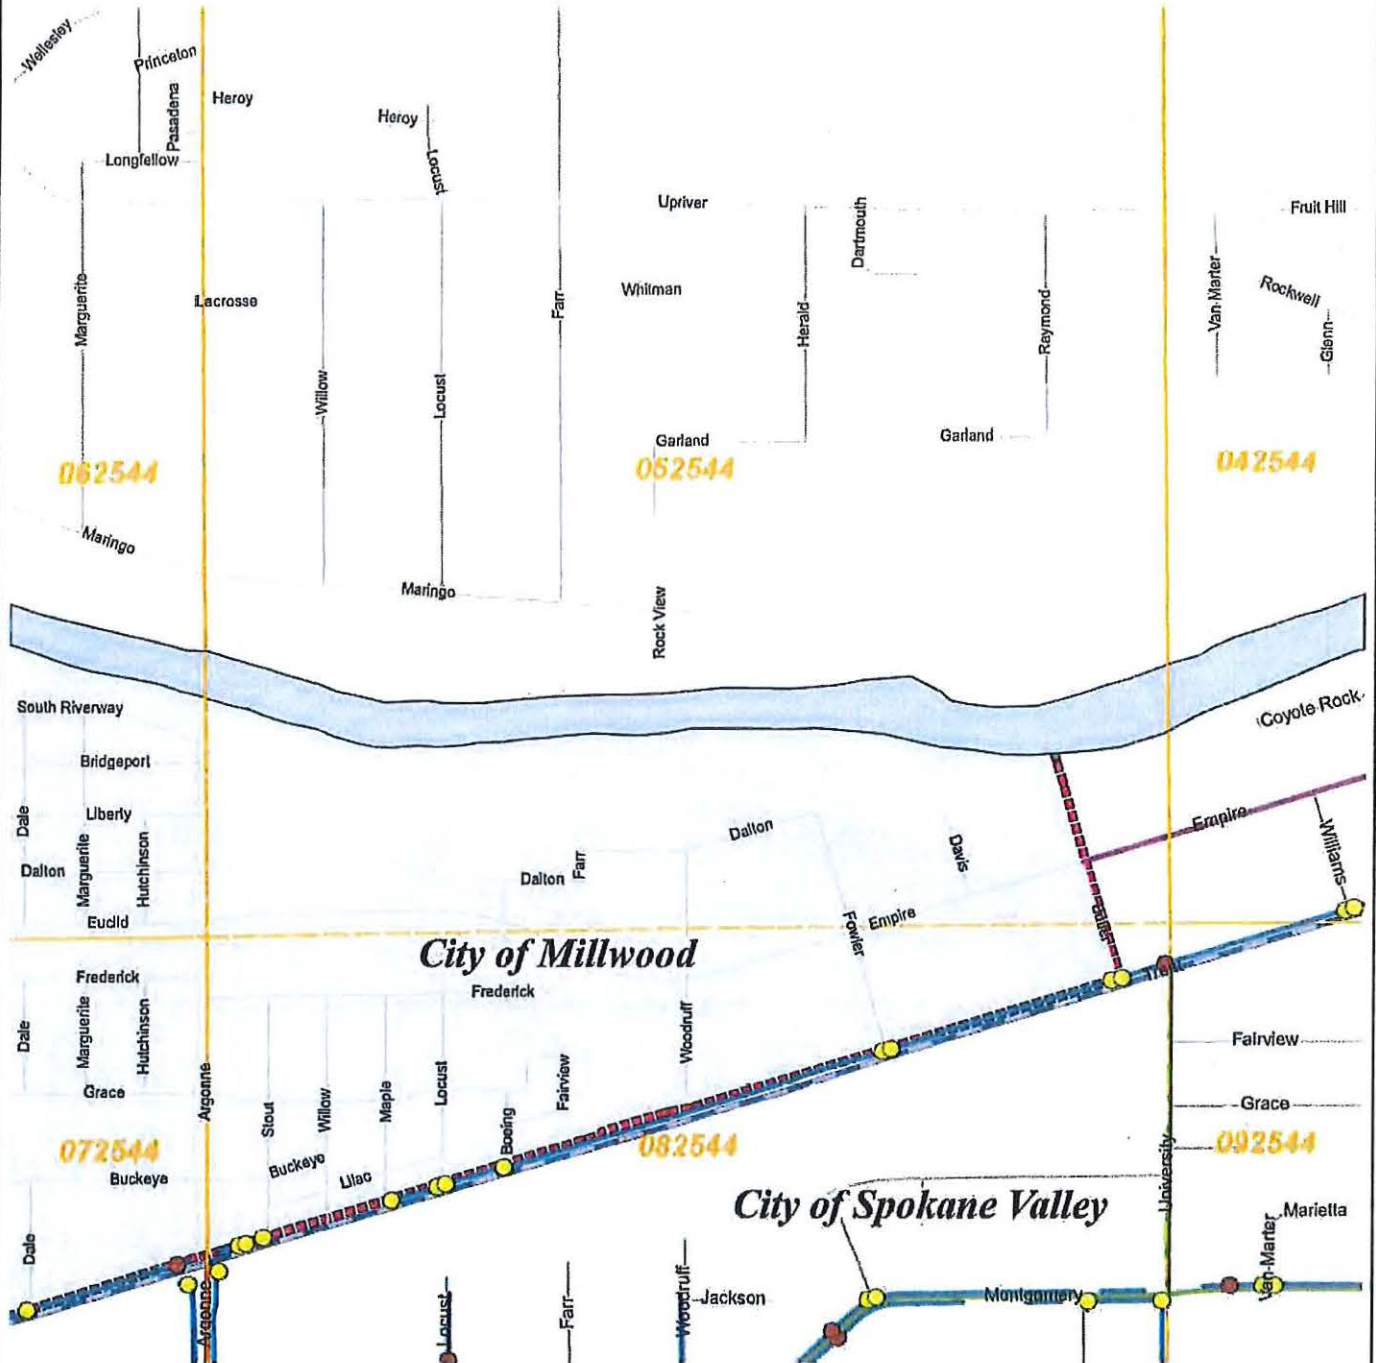 Wellesley
Princeton
Pasadena
Heroy
Heroy
Longfellow
Locust
Upriver
Dartmouth
Fruit Hill
Marguerite
Lacrosse
Farr
Whitman
Herald
Raymond
Van Marter
Rockwell
Glenn
Willow
Locust
Garland
Garland
062544
052544
042544
Maringo
Maringo
Rock View
South Riverway
Coyote Rock
Bridgeport
Dale
Liberty
Marguerite
Hutchinson
Dalton
Dalton
Farr
Dalton
Davis
Empire
Williams
Euclid
Fowler
Empire
Butler
City of Millwood
Frederick
Frederick
Trent
Dale
Marguerite
Hutchinson
Woodruff
Fairview
Grace
Argonne
Stout
Willow
Maple
Locust
Boeing
Fairview
Grace
072544
082544
092544
University
Buckeye
Buckeye
Lilac
City of Spokane Valley
Marietta
Dale
Van Marter
Argonne
Locust
Farr
Woodruff
Jackson
Montgomery